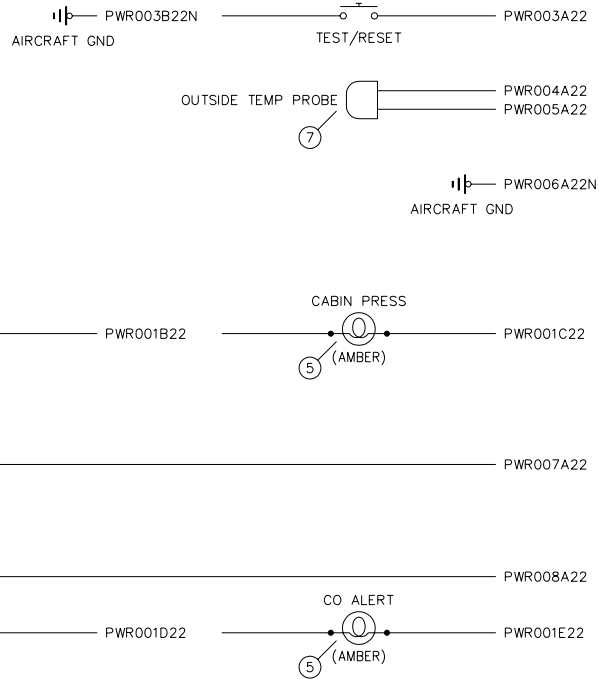 PWR003B22N PWR003A22
AIRCRAFT GND TEST/RESET
OUTSIDE TEMP PROBE PWR004A22
PWR005A22
7
PWR006A22N
AIRCRAFT GND
CABIN PRESS
PWR001B22 PWR001C22
5 (AMBER)
PWR007A22
PWR008A22
CO ALERT
PWR001D22 PWR001E22
5 (AMBER)